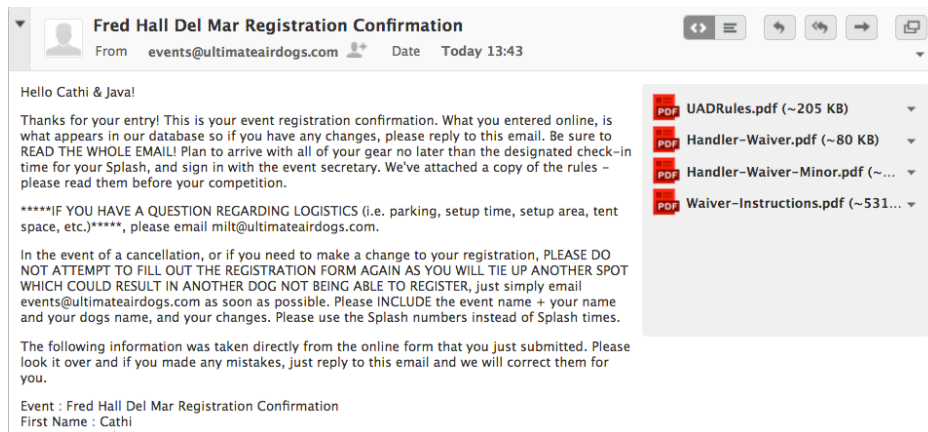 Fred Hall Del Mar Registration Confirmation
From events@ultimateairdogs.com Date Today 13:43
Hello Cathi & Java!
Thanks for your entry! This is your event registration confirmation. What you entered online, is
what appears in our database so if you have any changes, please reply to this email. Be sure to
READ THE WHOLE EMAIL! Plan to arrive with all of your gear no later than the designated check-in
time for your Splash, and sign in with the event secretary. We've attached a copy of the rules –
please read them before your competition.
*****IF YOU HAVE A QUESTION REGARDING LOGISTICS (i.e. parking, setup time, setup area, tent
space, etc.)*****, please email milt@ultimateairdogs.com.
In the event of a cancellation, or if you need to make a change to your registration, PLEASE DO
NOT ATTEMPT TO FILL OUT THE REGISTRATION FORM AGAIN AS YOU WILL TIE UP ANOTHER SPOT
WHICH COULD RESULT IN ANOTHER DOG NOT BEING ABLE TO REGISTER, just simply email
events@ultimateairdogs.com as soon as possible. Please INCLUDE the event name + your name
and your dogs name, and your changes. Please use the Splash numbers instead of Splash times.
The following information was taken directly from the online form that you just submitted. Please
look it over and if you made any mistakes, just reply to this email and we will correct them for
you.
Event : Fred Hall Del Mar Registration Confirmation
First Name : Cathi
PDF UADRules.pdf (~205 KB)
PDF Handler-Waiver.pdf (~80 KB)
PDF Handler-Waiver-Minor.pdf (~...
PDF Waiver-Instructions.pdf (~531...